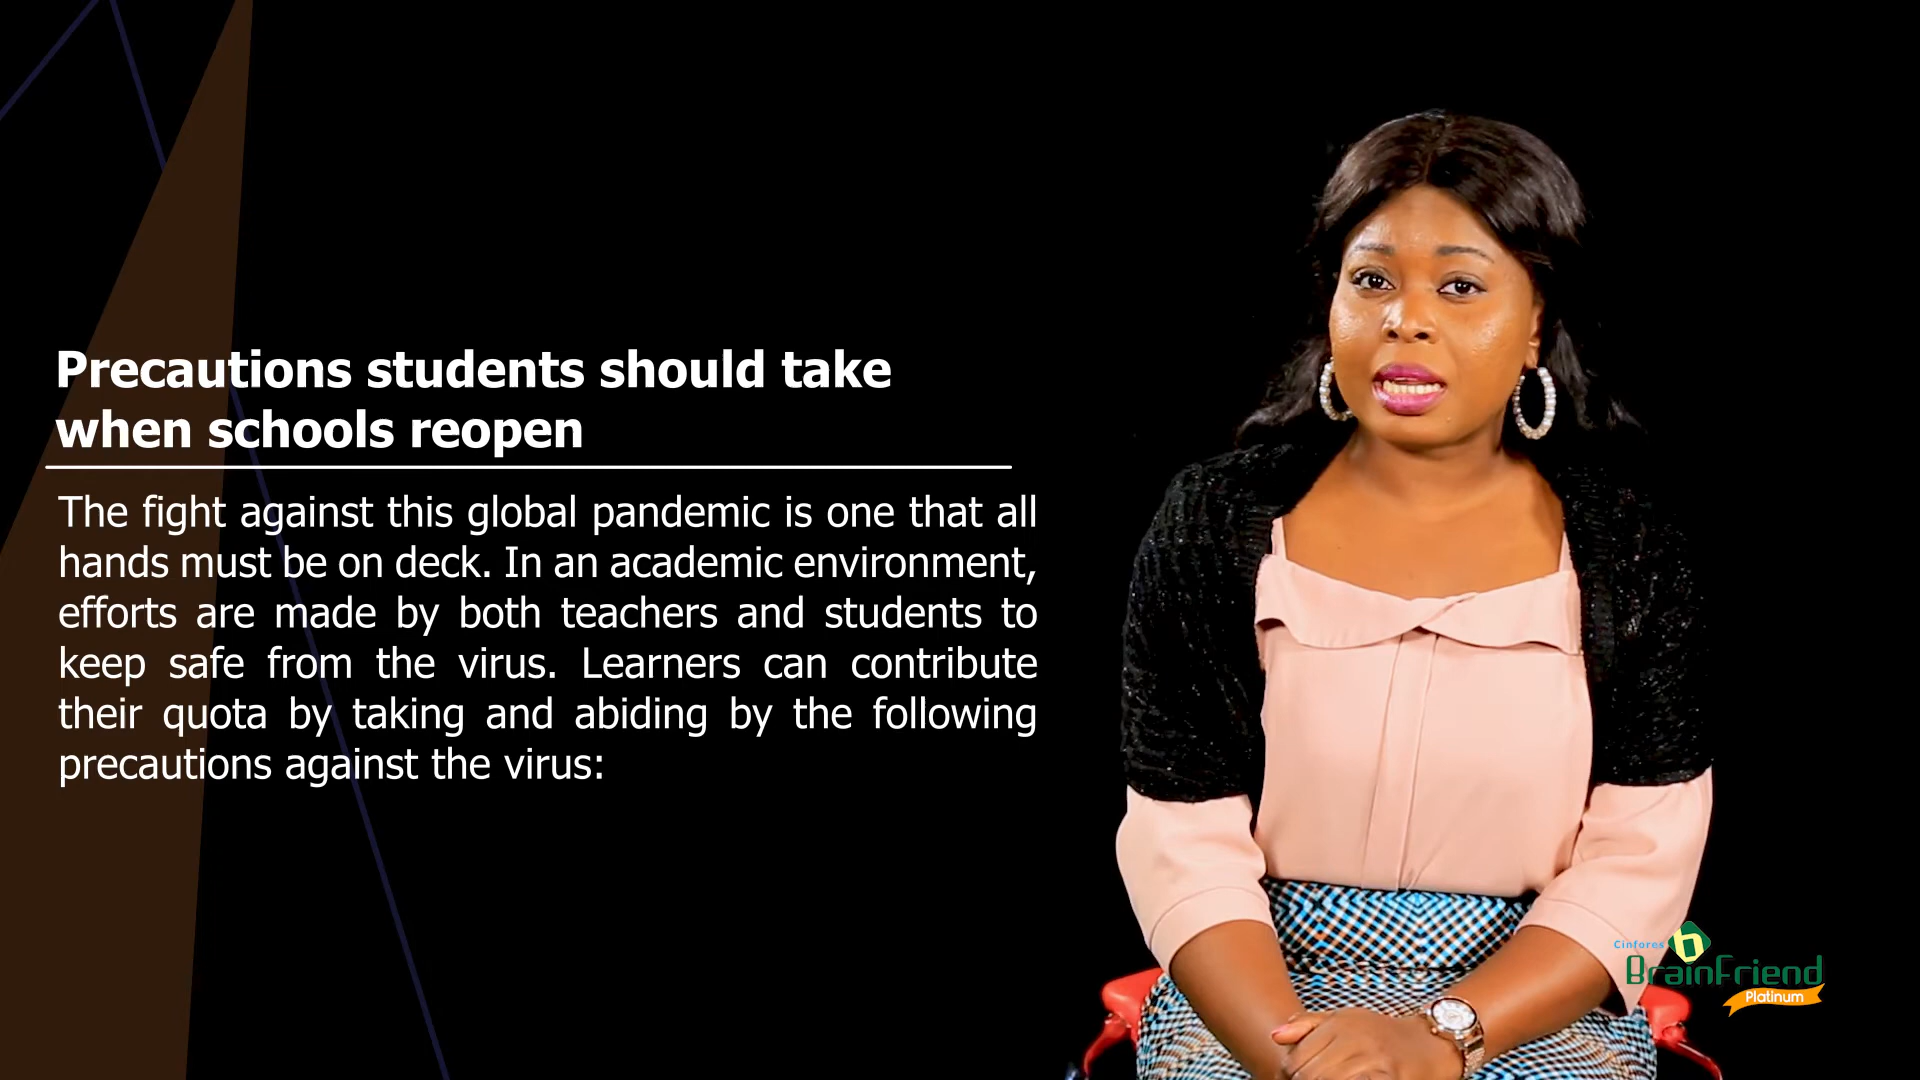 Precautions students should take
when schools reopen
The fight against this global pandemic is one that all
hands must be on deck. In an academic environment,
efforts are made by both teachers and students to
keep safe from the virus. Learners can contribute
their quota by taking and abiding by the following
precautions against the virus:
Cinfores
b
BrainFriend
Platinum